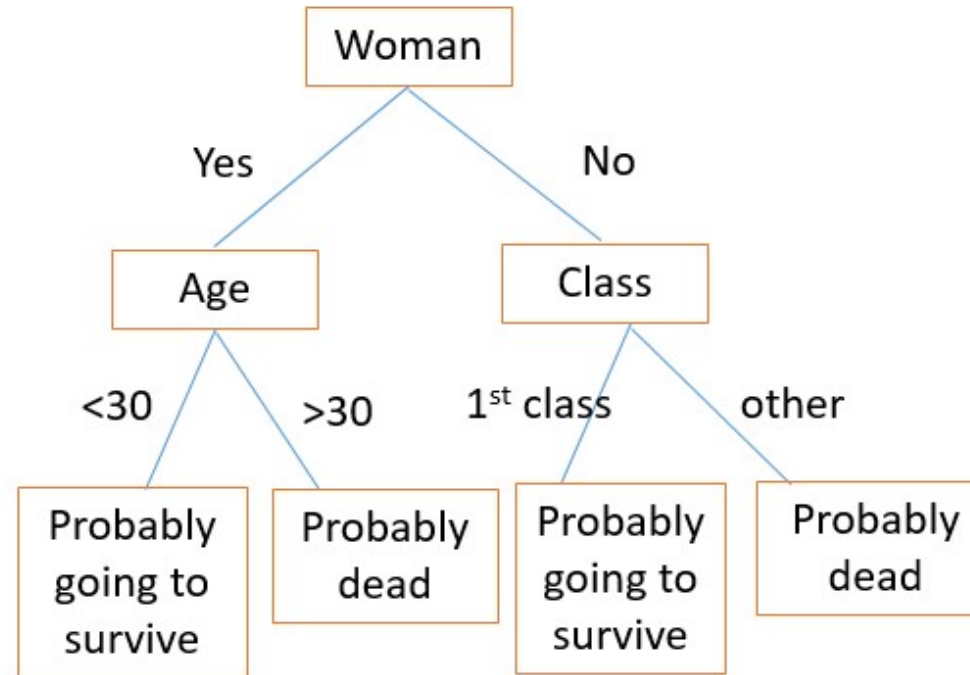 Woman
Yes
No
Age
Class
<30
>30
1st class
other
Probably
going to
survive
Probably
dead
Probably
going to
survive
Probably
dead